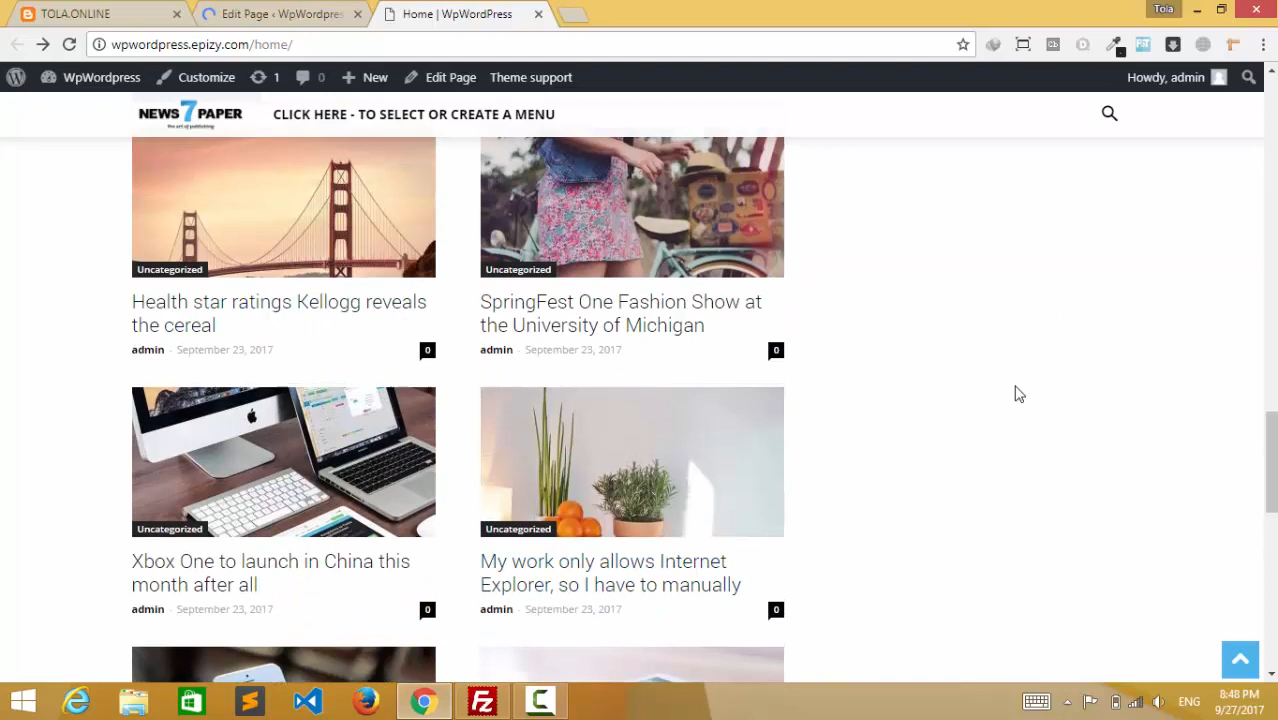 TOLA.ONLINE
Edit Page ‹ WpWordpres
Home | WpWordPress
Tola
wpwordpress.epizy.com/home/
WpWordpress
Customize
1
0
New
Edit Page
Theme support
Howdy, admin
NEWS 7 PAPER
the art of publishing
CLICK HERE - TO SELECT OR CREATE A MENU
Uncategorized
Uncategorized
Health star ratings Kellogg reveals
the cereal
admin - September 23, 2017
0
SpringFest One Fashion Show at
the University of Michigan
admin - September 23, 2017
0
Uncategorized
Uncategorized
Xbox One to launch in China this
month after all
admin - September 23, 2017
0
My work only allows Internet
Explorer, so I have to manually
admin - September 23, 2017
0
ENG
8:48 PM
9/27/2017